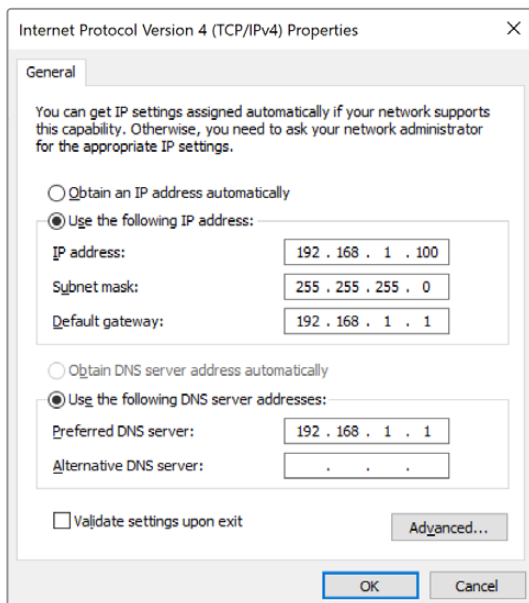 Internet Protocol Version 4 (TCP/IPv4) Properties
General
You can get IP settings assigned automatically if your network supports
this capability. Otherwise, you need to ask your network administrator
for the appropriate IP settings.
Obtain an IP address automatically
Use the following IP address:
IP address: 192 . 168 . 1 . 100
Subnet mask: 255 . 255 . 255 . 0
Default gateway: 192 . 168 . 1 . 1
Obtain DNS server address automatically
Use the following DNS server addresses:
Preferred DNS server: 192 . 168 . 1 . 1
Alternative DNS server: . . .
Validate settings upon exit
Advanced...
OK Cancel